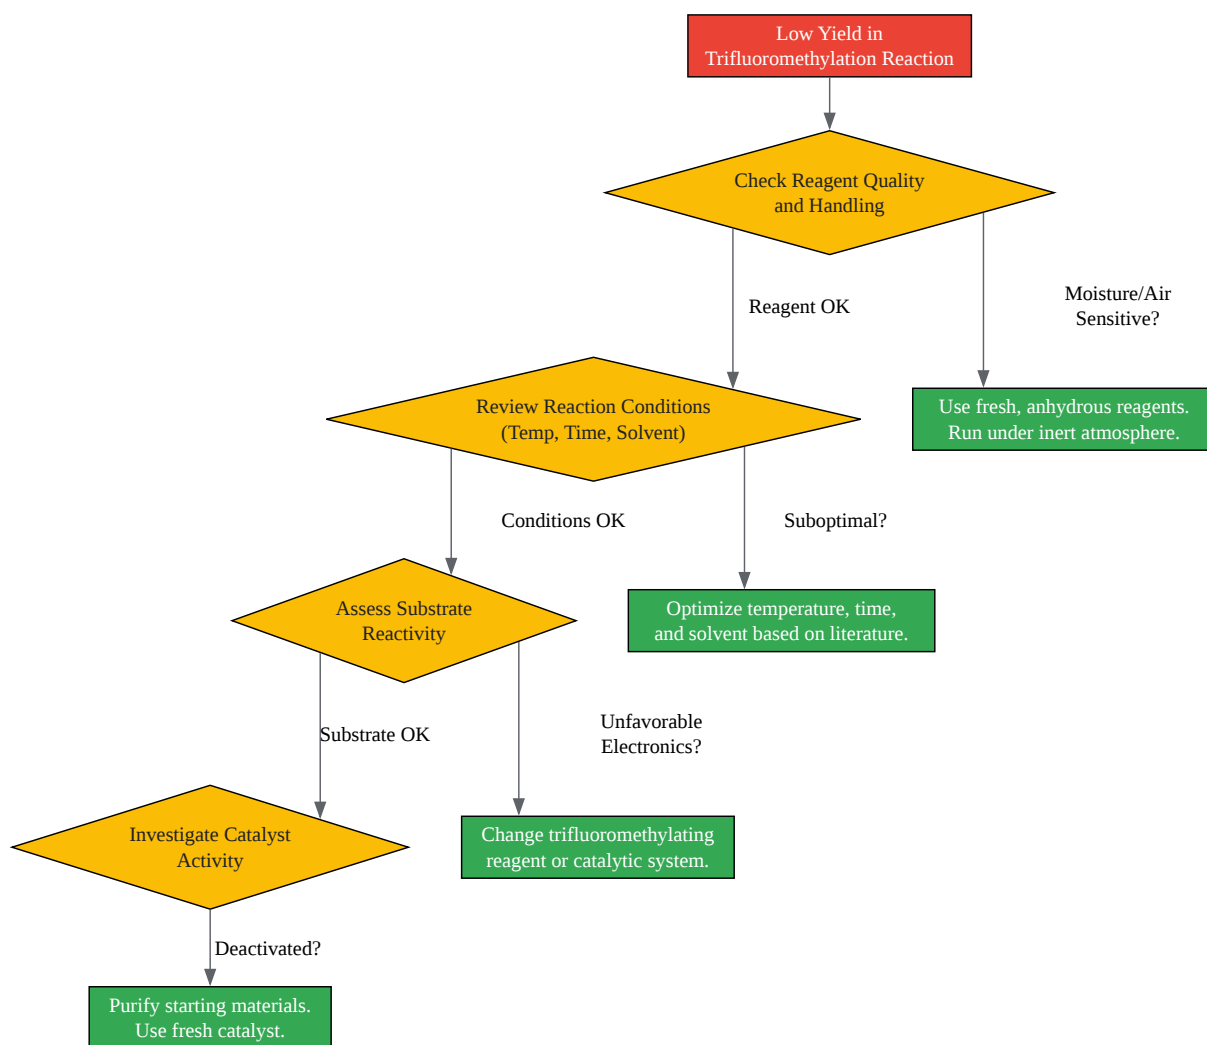 Low Yield in
Trifluoromethylation Reaction
Check Reagent Quality
and Handling
Reagent OK
Moisture/Air
Sensitive?
Review Reaction Conditions
(Temp, Time, Solvent)
Use fresh, anhydrous reagents.
Run under inert atmosphere.
Conditions OK
Suboptimal?
Assess Substrate
Reactivity
Optimize temperature, time,
and solvent based on literature.
Substrate OK
Unfavorable
Electronics?
Investigate Catalyst
Activity
Change trifluoromethylating
reagent or catalytic system.
Deactivated?
Purify starting materials.
Use fresh catalyst.